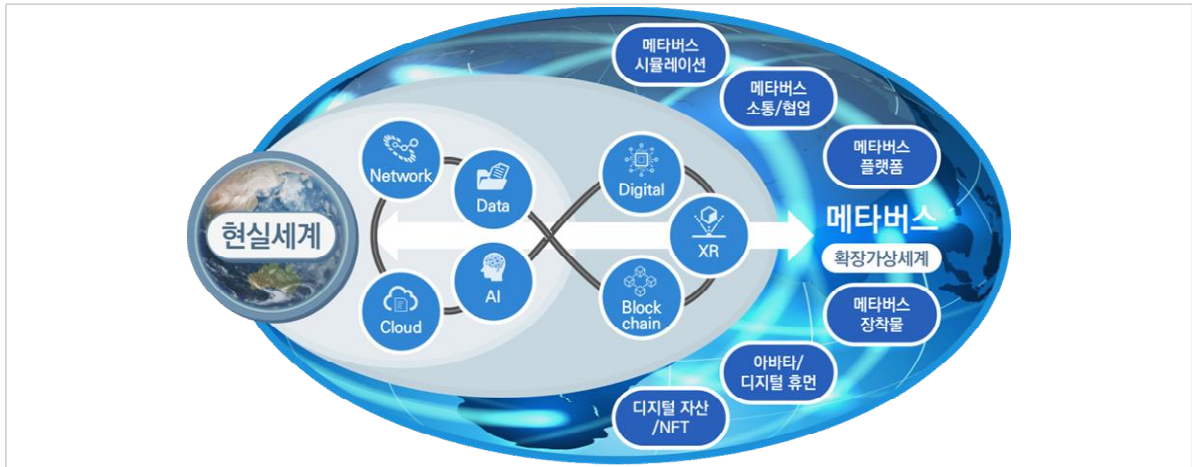 메타버스
시뮬레이션
메타버스
소통/협업
메타버스
플랫폼
Network
Data
Digital
현실세계
XR
메타버스
확장가상세계
Cloud
AI
Block
chain
메타버스
장착물
아바타/
디지털 휴먼
디지털 자산
/NFT